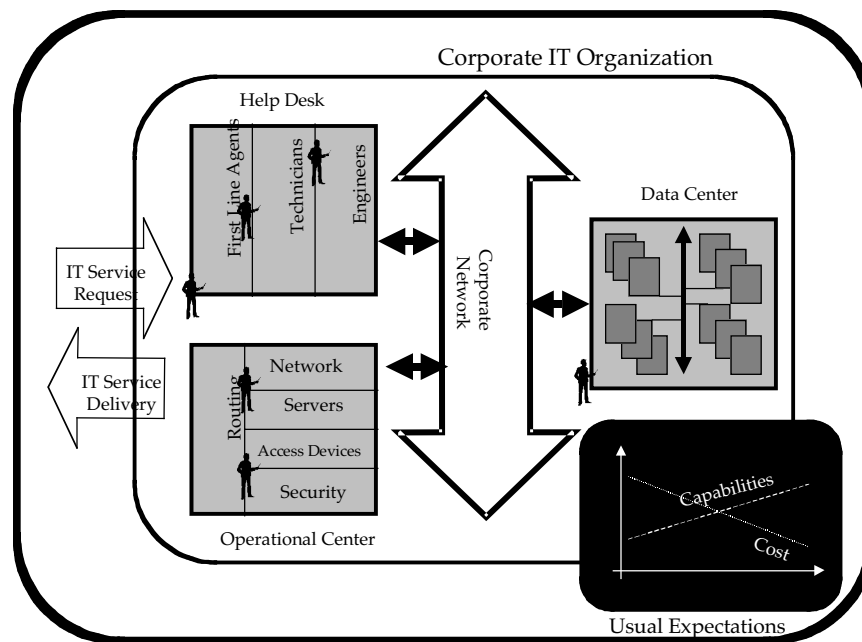 Corporate IT Organization
Help Desk
First Line Agents
Technicians
Engineers
Data Center
Corporate
Network
IT Service
Request
IT Service
Delivery
Routing
Network
Servers
Access Devices
Security
Operational Center
Capabilities
Cost
Usual Expectations